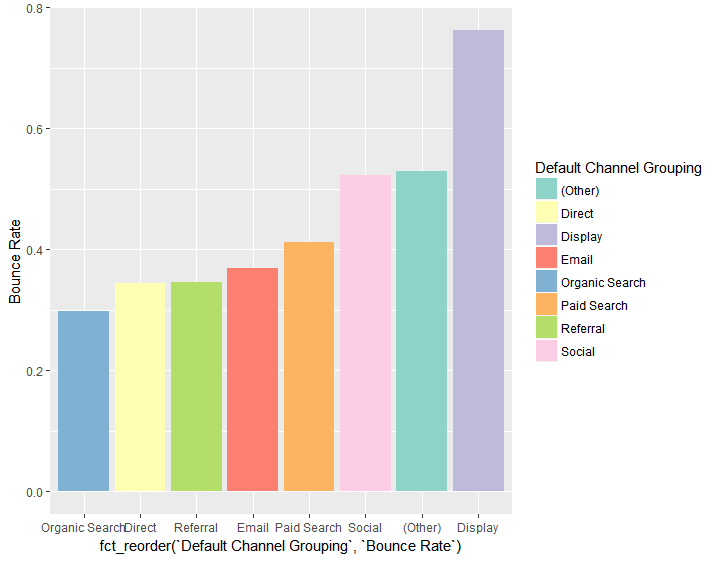 0.8
0.6
0.4
0.2
0.0
Bounce Rate
Organic Search Direct Referral Email Paid Search Social (Other) Display
fct_reorder(`Default Channel Grouping`, `Bounce Rate`)
Default Channel Grouping
(Other)
Direct
Display
Email
Organic Search
Paid Search
Referral
Social